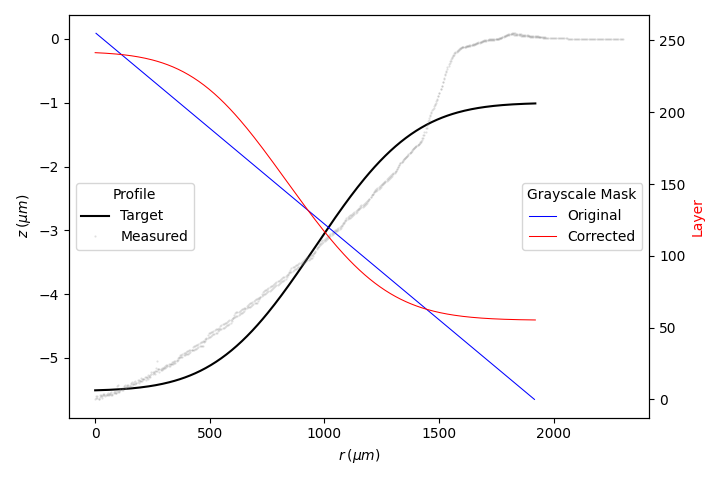 0
−1
−2
−3
−4
−5
z (μm)
Profile
Target
Measured
Grayscale Mask
Original
Corrected
250
200
150
100
50
0
Layer
0
500
1000
1500
2000
r (μm)